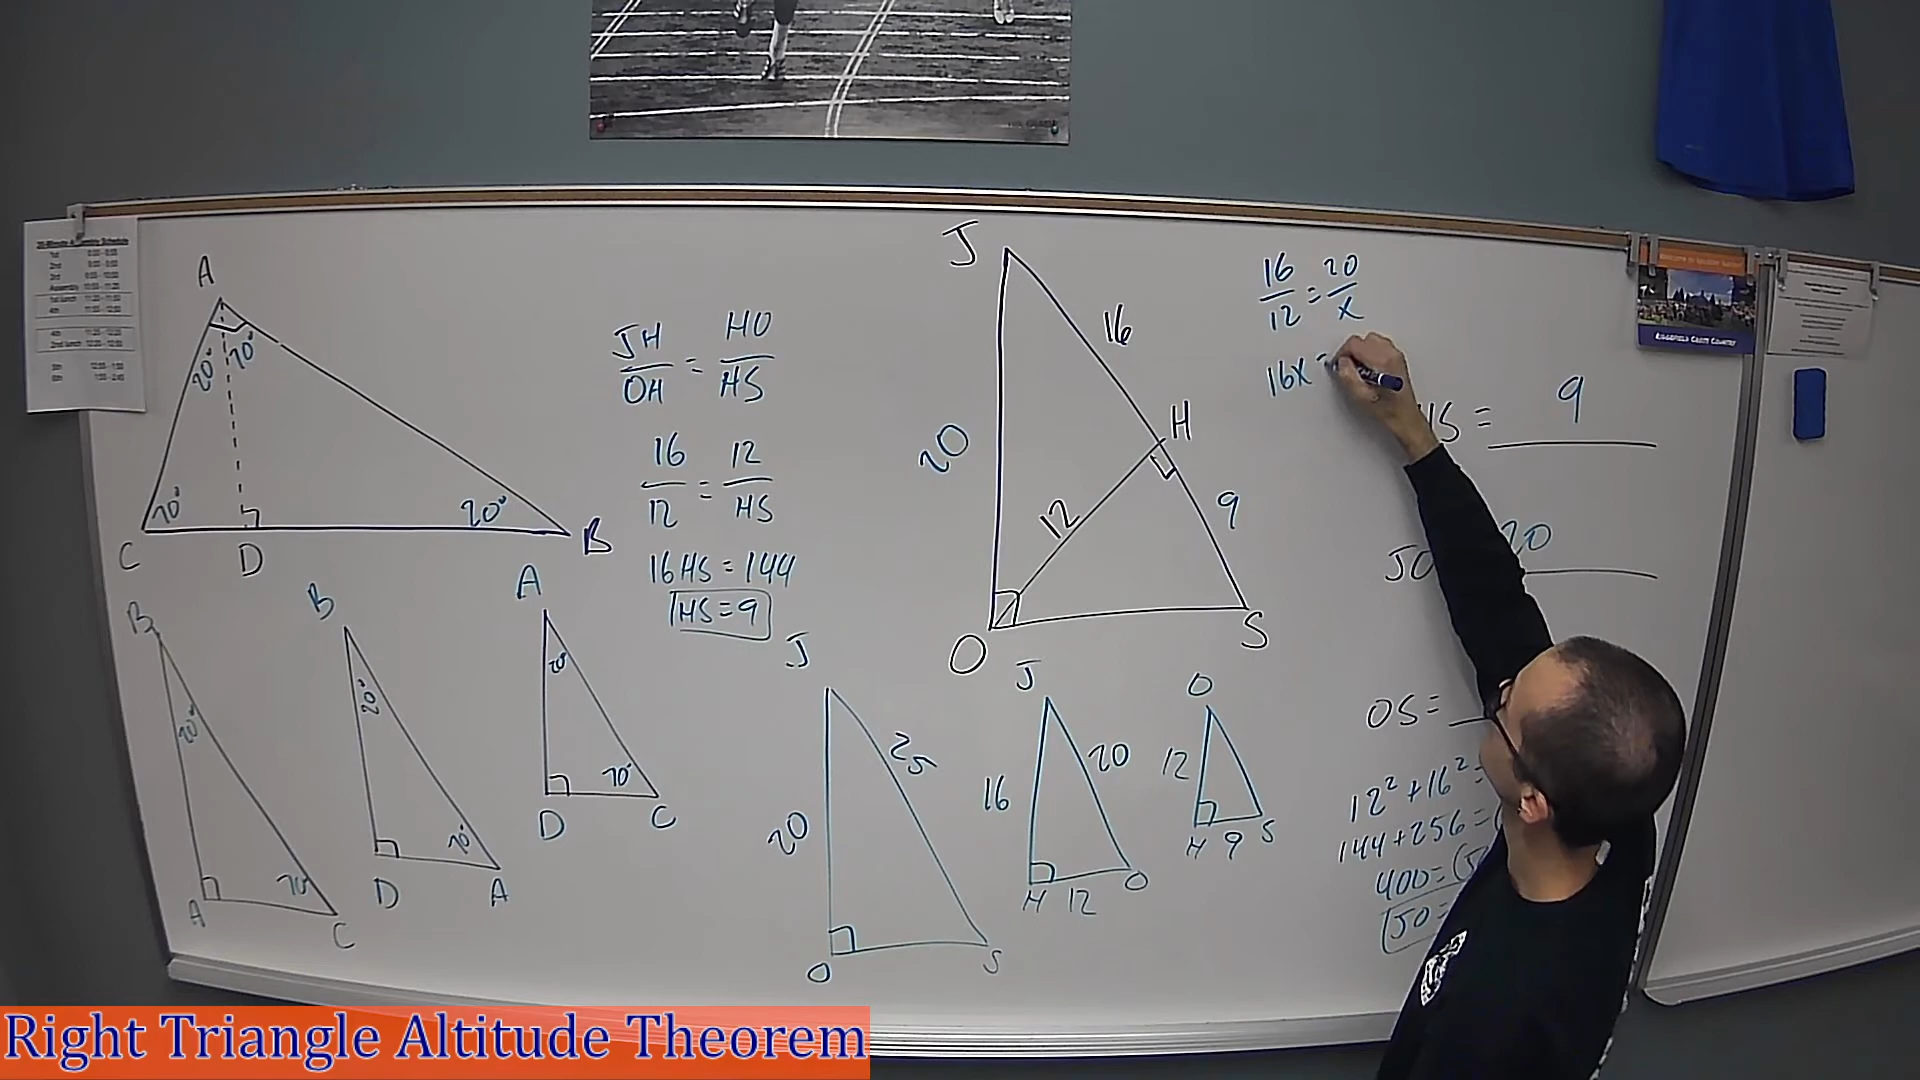 A
20° 70°
70° 20°
C D B
B
20°
70°
A C
B
20°
70°
D A
A
20°
70°
D C
JH/OH = HO/HS
16/12 = 12/HS
16HS = 144
HS = 9
J
16
H
20
12
9
O
S
J
25
20
O S
J
16 20
H 12 O
O
12
H 9 S
16/12 = 20/x
16x =
9
JO 20
OS =
12² + 16² =
144 + 256 =
400 =
JO =
Right Triangle Altitude Theorem